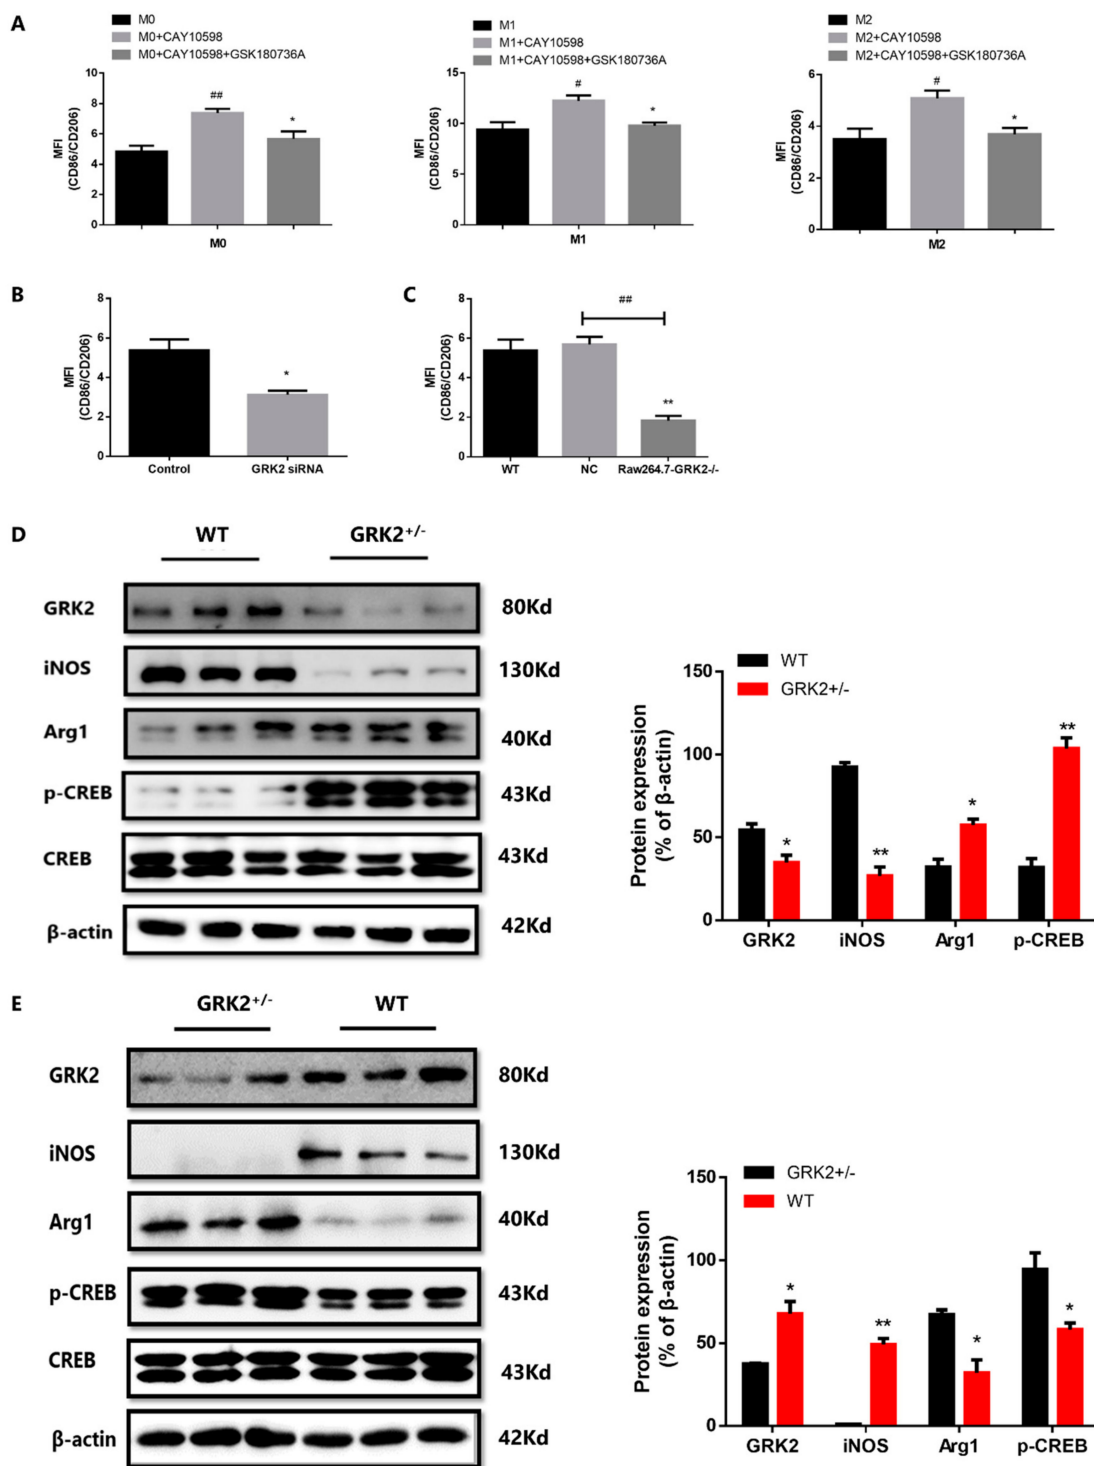 A
M0
M0+CAY10598
M0+CAY10598+GSK180736A
MFI
(CD86/CD206)
10
8
6
4
2
0
##
*
M0
M1
M1+CAY10598
M1+CAY10598+GSK180736A
MFI
(CD86/CD206)
15
10
5
0
#
*
M1
M2
M2+CAY10598
M2+CAY10598+GSK180736A
MFI
(CD86/CD206)
6
4
2
0
#
*
M2
B
MFI
(CD86/CD206)
8
6
4
2
0
*
Control
GRK2 siRNA
C
MFI
(CD86/CD206)
8
6
4
2
0
##
**
WT
NC
Raw264.7-GRK2-/-
D
WT
GRK2+/-
GRK2
80Kd
iNOS
130Kd
Arg1
40Kd
p-CREB
43Kd
CREB
43Kd
β-actin
42Kd
WT
GRK2+/-
Protein expression
(% of β-actin)
150
100
50
0
*
**
*
**
GRK2
iNOS
Arg1
p-CREB
E
GRK2+/-
WT
GRK2
80Kd
iNOS
130Kd
Arg1
40Kd
p-CREB
43Kd
CREB
43Kd
β-actin
42Kd
GRK2+/-
WT
Protein expression
(% of β-actin)
150
100
50
0
*
**
*
*
GRK2
iNOS
Arg1
p-CREB